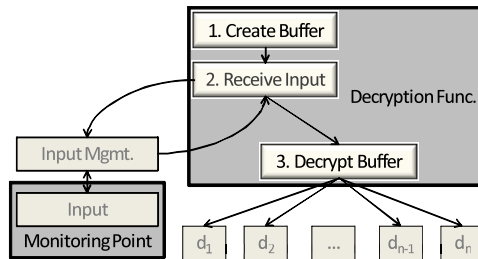 1. Create Buffer
2. Receive Input
Decryption Func.
Input Mgmt.
3. Decrypt Buffer
Input
Monitoring Point
d1 d2 ... dn-1 dn